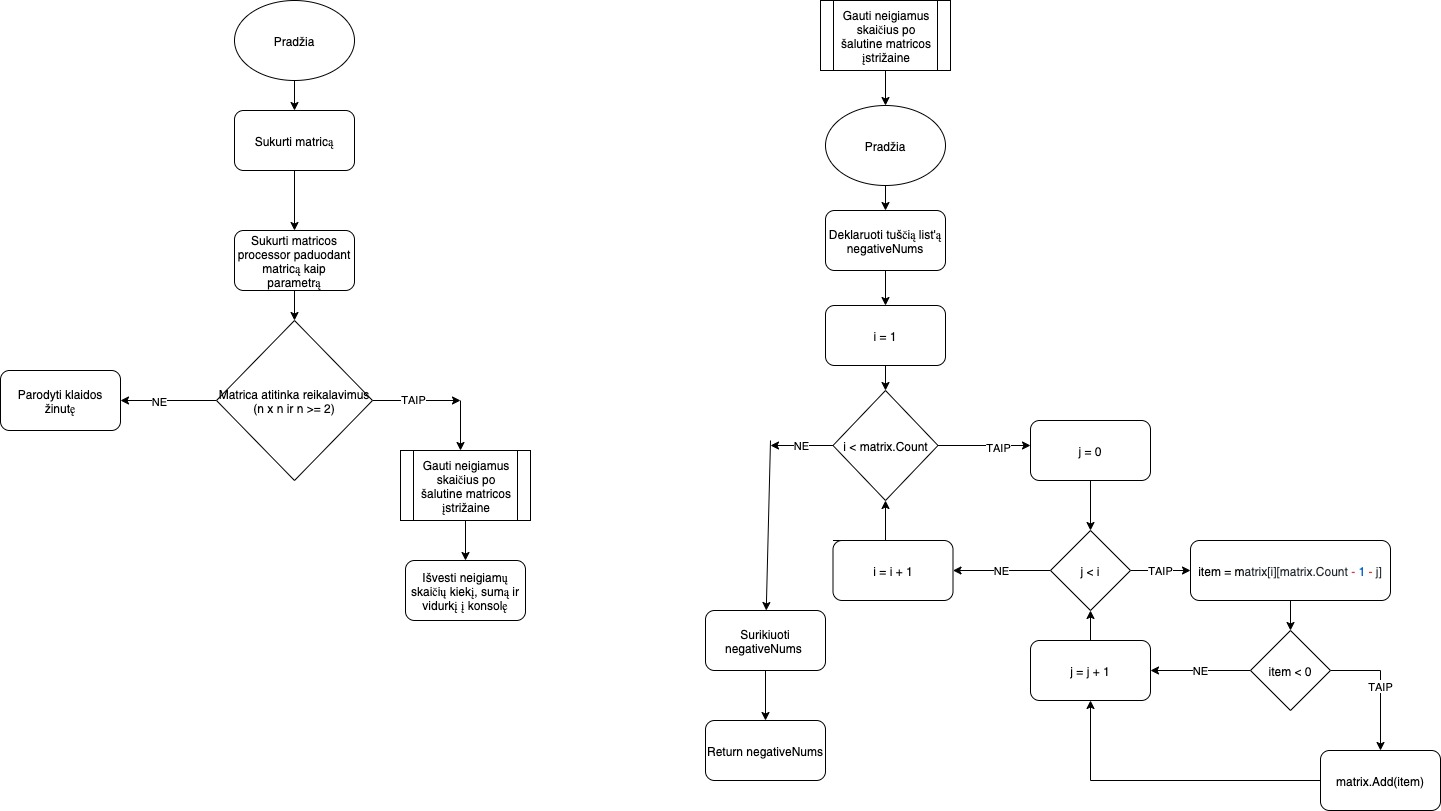 Pradžia
Sukurti matricą
Sukurti matricos
processor paduodant
matricą kaip
parametrą
Matrica atitinka reikalavimus
(n x n ir n >= 2)
NE
Parodyti klaidos
žinutę
TAIP
Gauti neigiamus
skaičius po
šalutine matricos
įstrižaine
Išvesti neigiamų
skaičių kiekį, sumą ir
vidurkį į konsolę
Gauti neigiamus
skaičius po
šalutine matricos
įstrižaine
Pradžia
Deklaruoti tuščią list'ą
negativeNums
i = 1
i < matrix.Count
NE
TAIP
j = 0
j < i
NE
i = i + 1
TAIP
item = matrix[i][matrix.Count - 1 - j]
item < 0
NE
j = j + 1
TAIP
matrix.Add(item)
Surikiuoti
negativeNums
Return negativeNums